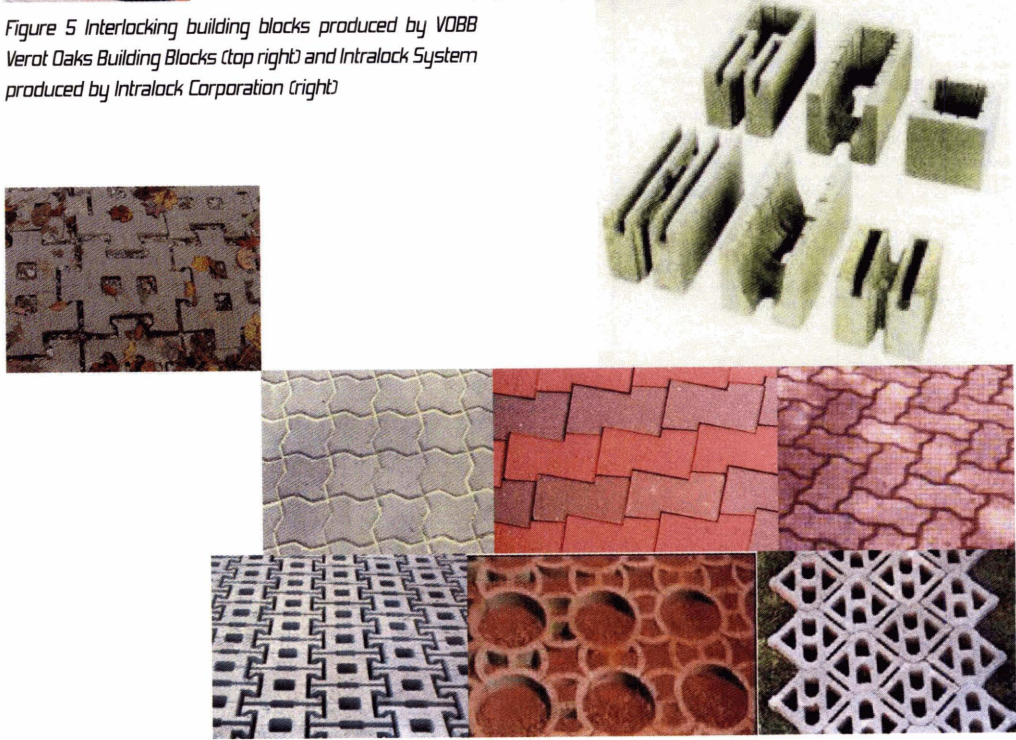 Figure 5 Interlocking building blocks produced by VOBB
Verot Oaks Building Blocks (top right) and Intralock System
produced by Intralock Corporation (right)